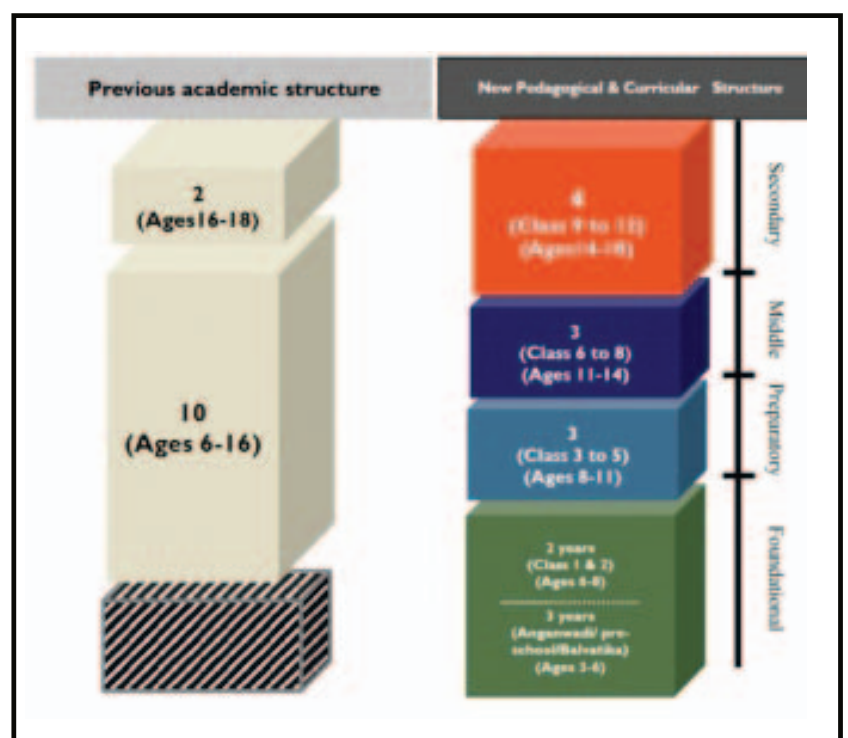 Previous academic structure
New Pedagogical & Curricular Structure
2
(Ages16-18)
10
(Ages 6-16)
4
(Class 9 to 12)
(Ages14-18)
3
(Class 6 to 8)
(Ages 11-14)
3
(Class 3 to 5)
(Ages 8-11)
2 years
(Class 1 & 2)
(Ages 6-8)
3 years
(Anganwadi/ pre-
school/Balvatika)
(Ages 3-6)
Secondary
Middle
Preparatory
Foundational